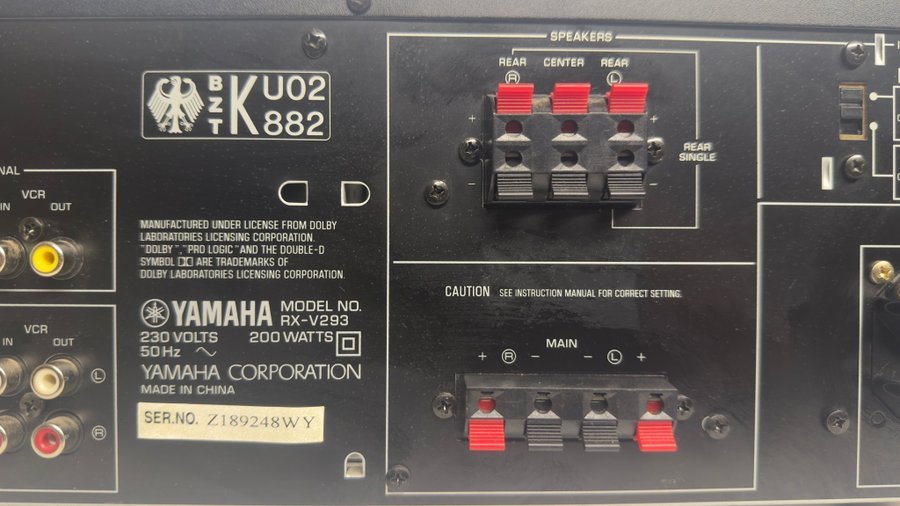 SPEAKERS
REAR CENTER REAR
R L
+ +
- -
REAR
SINGLE
BZT K U02
882
NAL
VCR
IN OUT
MANUFACTURED UNDER LICENSE FROM DOLBY
LABORATORIES LICENSING CORPORATION.
"DOLBY", "PRO LOGIC" AND THE DOUBLE-D
SYMBOL ARE TRADEMARKS OF
DOLBY LABORATORIES LICENSING CORPORATION.
YAMAHA MODEL NO.
RX-V293
230 VOLTS 200 WATTS
50Hz ~
YAMAHA CORPORATION
MADE IN CHINA
SER.NO. Z189248WY
VCR
IN OUT
L
R
CAUTION SEE INSTRUCTION MANUAL FOR CORRECT SETTING.
MAIN
+ R - - L +